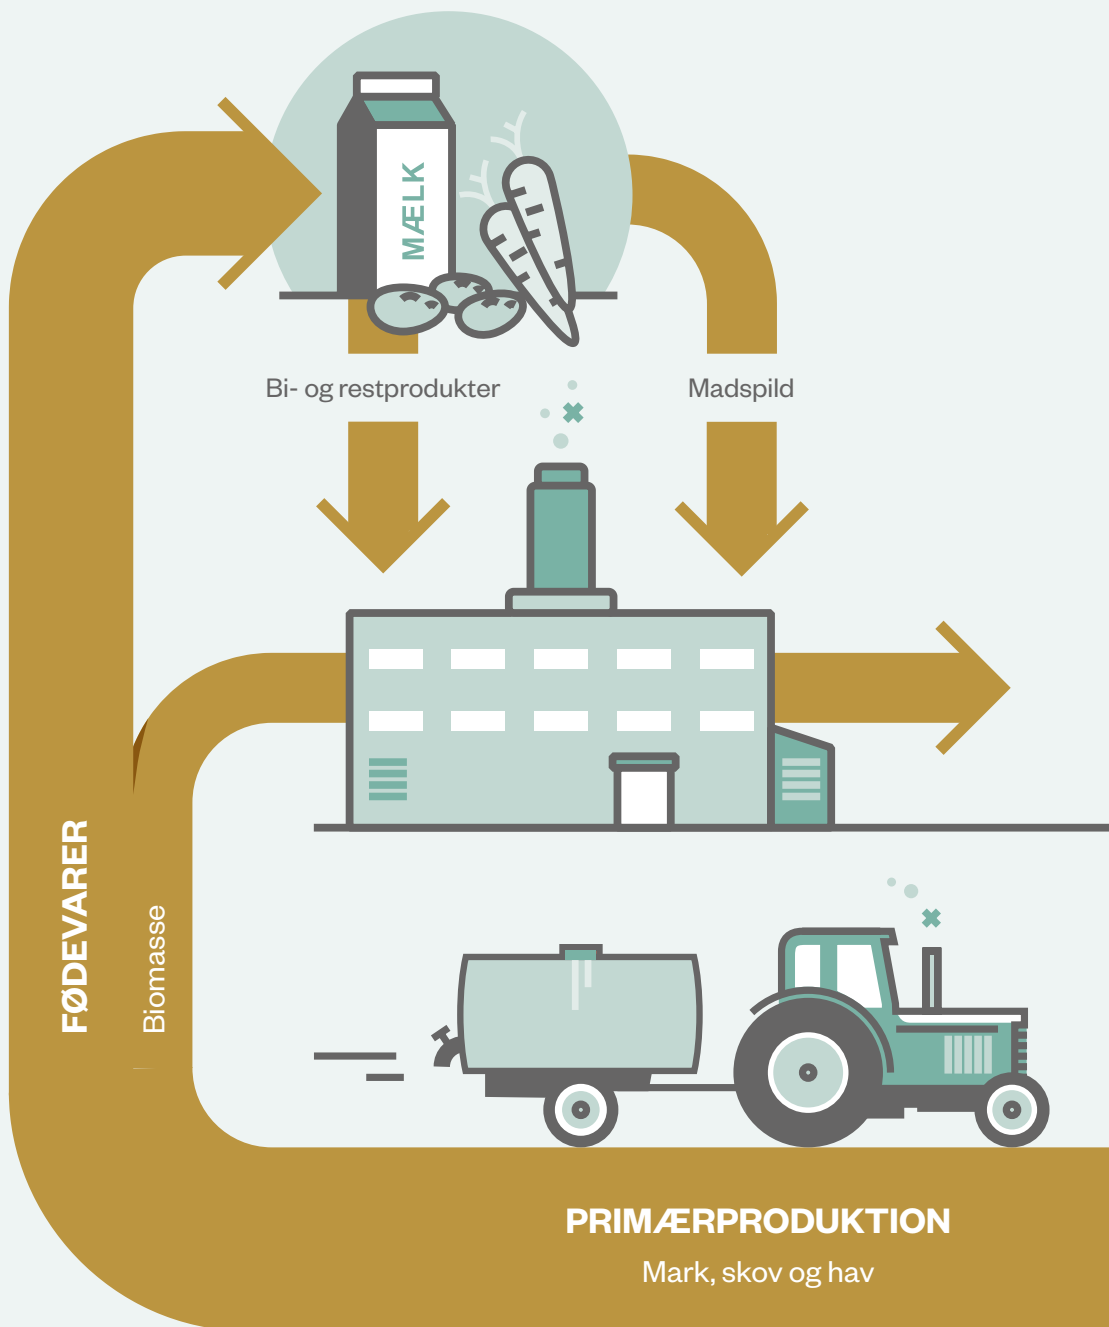 MÆLK
Bi- og restprodukter
Madspild
FØDEVARER
Biomasse
PRIMÆRPRODUKTION
Mark, skov og hav